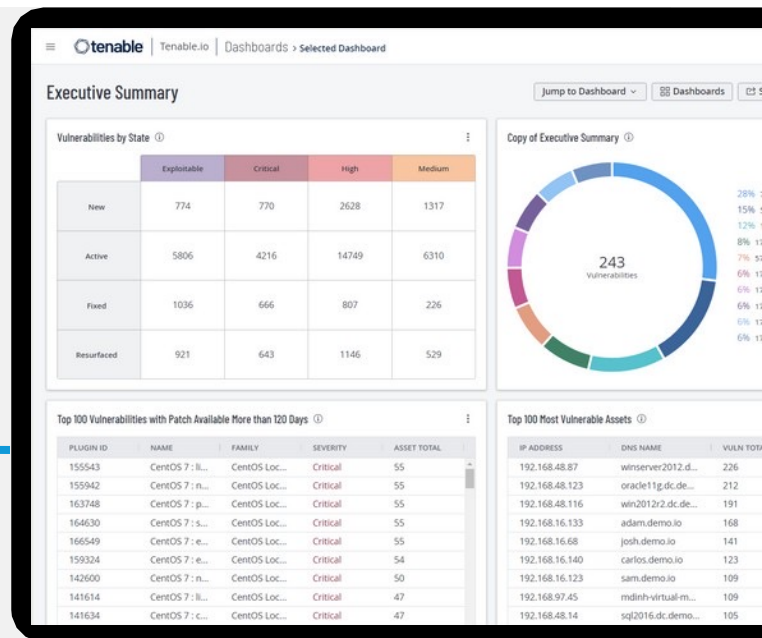 tenable | Tenable.io | Dashboards > Selected Dashboard
Executive Summary
Jump to Dashboard
Dashboards
Vulnerabilities by State
Exploitable Critical High Medium
New 774 770 2628 1317
Active 5806 4216 14749 6310
Fixed 1036 666 807 226
Resurfaced 921 643 1146 529
Copy of Executive Summary
243
Vulnerabilities
28%
15%
12%
8% 17
7% 57
6% 17
6% 17
6% 17
6% 17
6% 17
Top 100 Vulnerabilities with Patch Available More than 120 Days
PLUGIN ID NAME FAMILY SEVERITY ASSET TOTAL
155543 CentOS 7 : li... CentOS Loc... Critical 55
155942 CentOS 7 : n... CentOS Loc... Critical 55
163748 CentOS 7 : p... CentOS Loc... Critical 55
164630 CentOS 7 : s... CentOS Loc... Critical 55
166549 CentOS 7 : e... CentOS Loc... Critical 55
159324 CentOS 7 : e... CentOS Loc... Critical 54
142600 CentOS 7 : n... CentOS Loc... Critical 50
141614 CentOS 7 : li... CentOS Loc... Critical 47
141634 CentOS 7 : c... CentOS Loc... Critical 47
Top 100 Most Vulnerable Assets
IP ADDRESS DNS NAME VULN TOTA
192.168.48.87 winserver2012.d... 226
192.168.48.123 oracle11g.dc.de... 212
192.168.48.116 win2012r2.dc.de... 191
192.168.16.133 adam.demo.io 168
192.168.16.68 josh.demo.io 141
192.168.16.140 carlos.demo.io 123
192.168.16.123 sam.demo.io 109
192.168.97.45 mdinh-virtual-m... 109
192.168.48.14 sql2016.dc.demo... 105